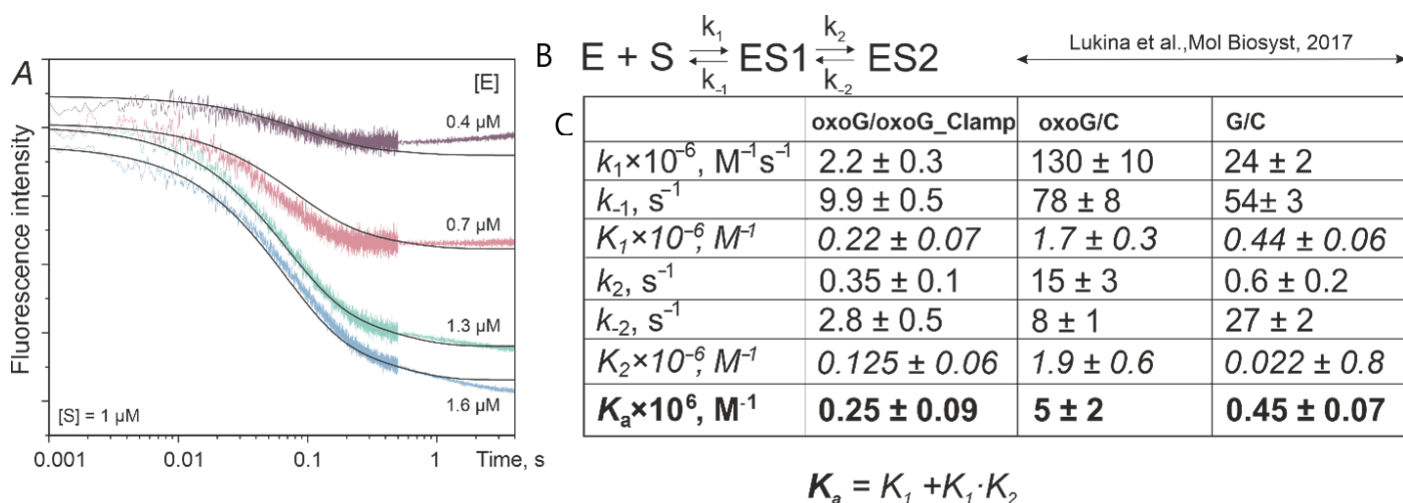 A
[E]
0.4 µM
0.7 µM
1.3 µM
1.6 µM
[S] = 1 µM
Fluorescence intensity
0.001 0.01 0.1 1 Time, s
B E + S k₁ k₋₁ ES1 k₂ k₋₂ ES2
Lukina et al.,Mol Biosyst, 2017
C
oxoG/oxoG_Clamp oxoG/C G/C
k₁×10⁻⁶, M⁻¹s⁻¹ 2.2 ± 0.3 130 ± 10 24 ± 2
k₋₁, s⁻¹ 9.9 ± 0.5 78 ± 8 54± 3
K₁×10⁻⁶, M⁻¹ 0.22 ± 0.07 1.7 ± 0.3 0.44 ± 0.06
k₂, s⁻¹ 0.35 ± 0.1 15 ± 3 0.6 ± 0.2
k₋₂, s⁻¹ 2.8 ± 0.5 8 ± 1 27 ± 2
K₂×10⁻⁶, M⁻¹ 0.125 ± 0.06 1.9 ± 0.6 0.022 ± 0.8
Kₐ×10⁶, M⁻¹ 0.25 ± 0.09 5 ± 2 0.45 ± 0.07
Kₐ = K₁ +K₁·K₂